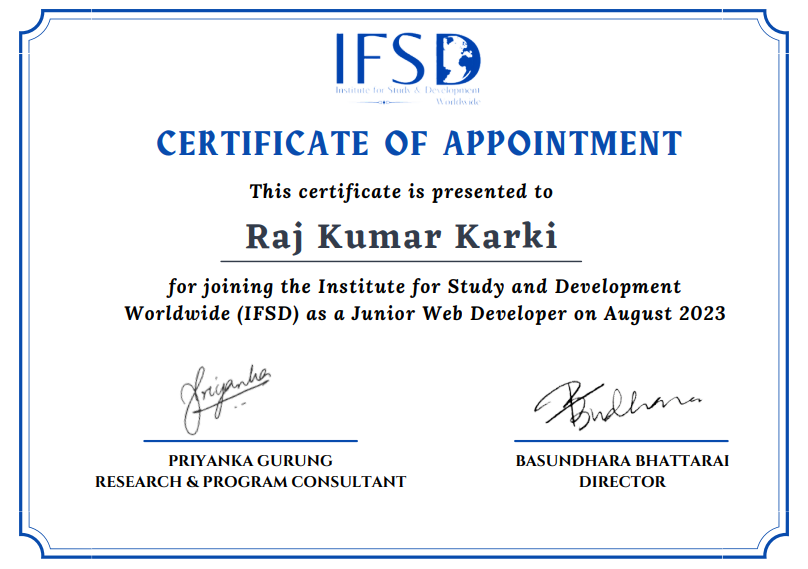 IFSD
Institute for Study & Development
Worldwide
CERTIFICATE OF APPOINTMENT
This certificate is presented to
Raj Kumar Karki
for joining the Institute for Study and Development
Worldwide (IFSD) as a Junior Web Developer on August 2023
Priyanka
Basundhara
PRIYANKA GURUNG
RESEARCH & PROGRAM CONSULTANT
BASUNDHARA BHATTARAI
DIRECTOR